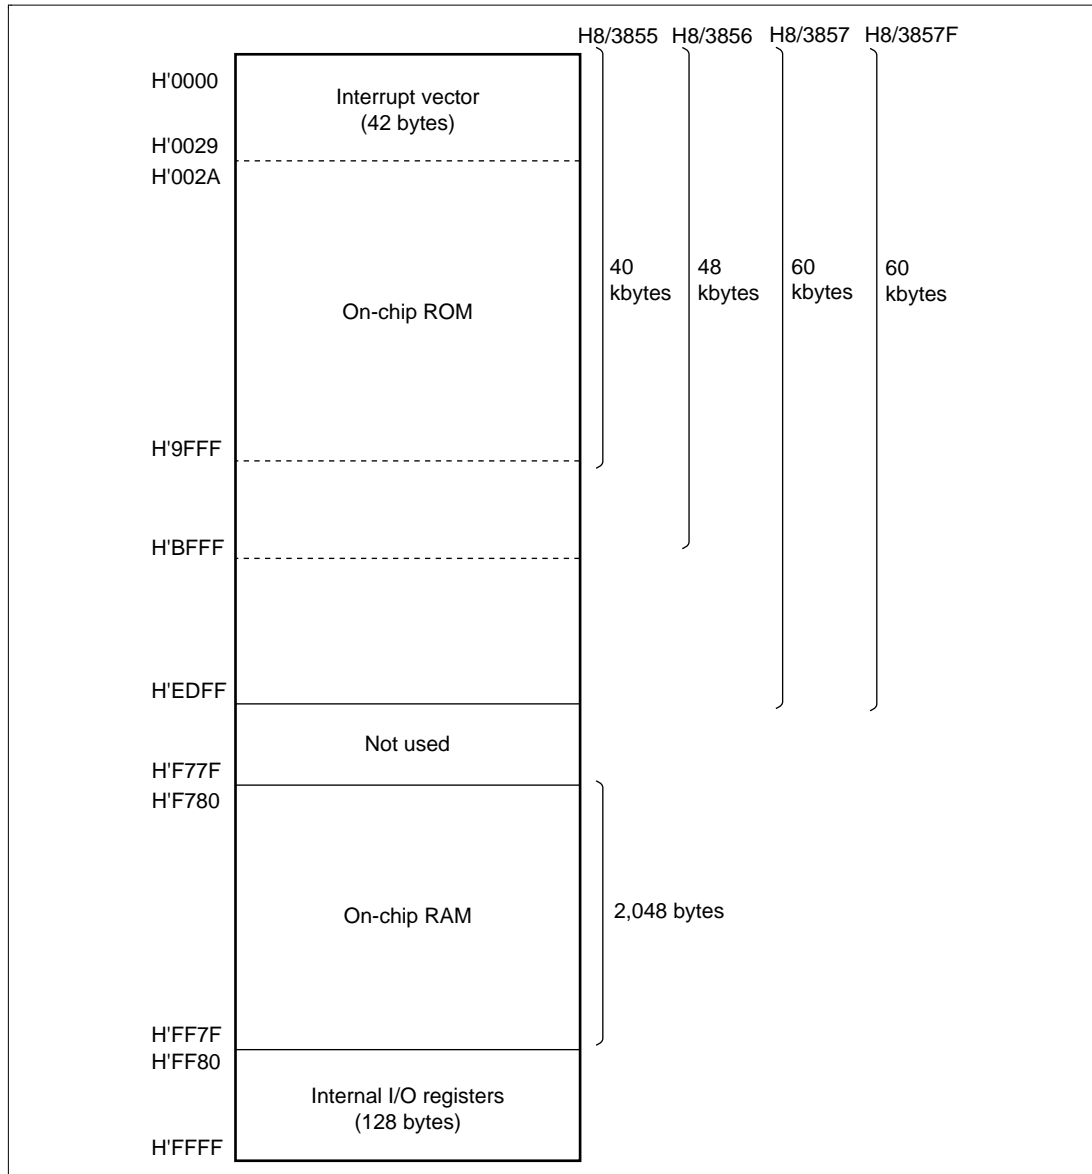 H8/3855 H8/3856 H8/3857 H8/3857F
H'0000
Interrupt vector
(42 bytes)
H'0029
H'002A
40 kbytes
48 kbytes
60 kbytes
60 kbytes
On-chip ROM
H'9FFF
H'BFFF
H'EDFF
Not used
H'F77F
H'F780
On-chip RAM
2,048 bytes
H'FF7F
H'FF80
Internal I/O registers
(128 bytes)
H'FFFF